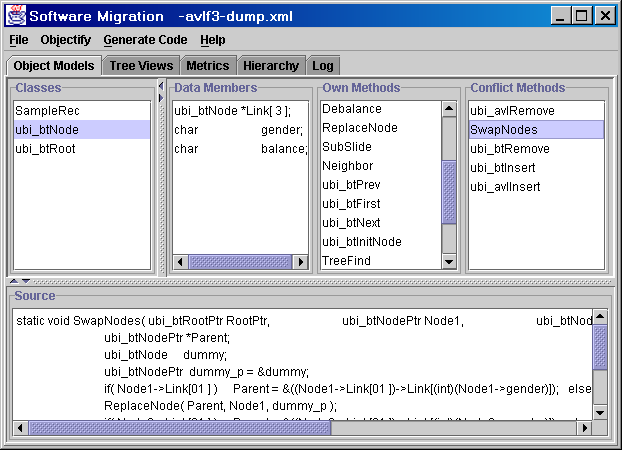 Software Migration -avlf3-dump.xml
File Objectify Generate Code Help
Object Models Tree Views Metrics Hierarchy Log
Classes
SampleRec
ubi_btNode
ubi_btRoot
Data Members
ubi_btNode *Link[ 3 ];
char gender;
char balance;
Own Methods
Debalance
ReplaceNode
SubSlide
Neighbor
ubi_btPrev
ubi_btFirst
ubi_btNext
ubi_btInitNode
TreeFind
Conflict Methods
ubi_avlRemove
SwapNodes
ubi_btRemove
ubi_btInsert
ubi_avlInsert
Source
static void SwapNodes( ubi_btRootPtr RootPtr, ubi_btNodePtr Node1, ubi_btNod
ubi_btNodePtr *Parent;
ubi_btNode dummy;
ubi_btNodePtr dummy_p = &dummy;
if( Node1->Link[01 ] ) Parent = &((Node1->Link[01 ])->Link[(int)(Node1->gender)]); else
ReplaceNode( Parent, Node1, dummy_p );